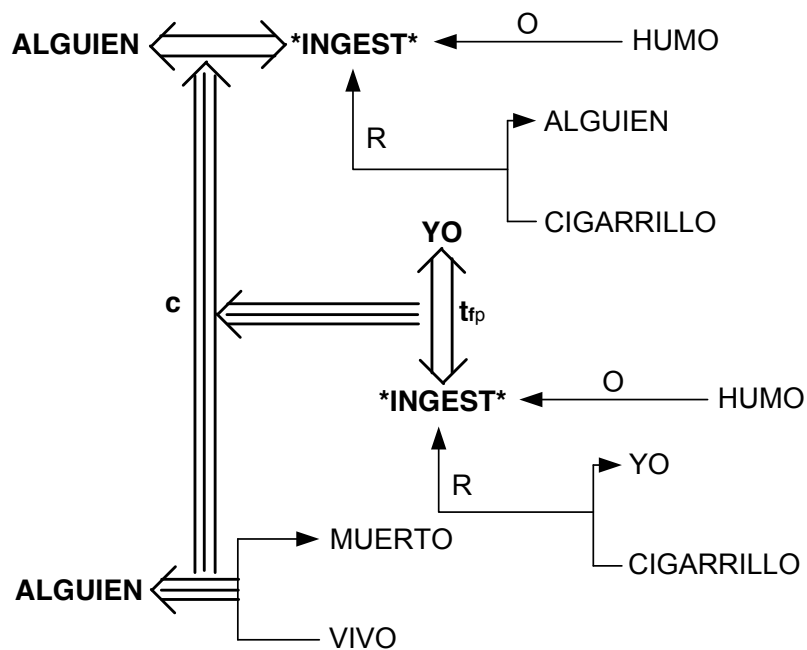 O
ALGUIEN *INGEST* HUMO
R ALGUIEN
CIGARRILLO
YO
c tfp
O
*INGEST* HUMO
R YO
MUERTO
CIGARRILLO
ALGUIEN
VIVO